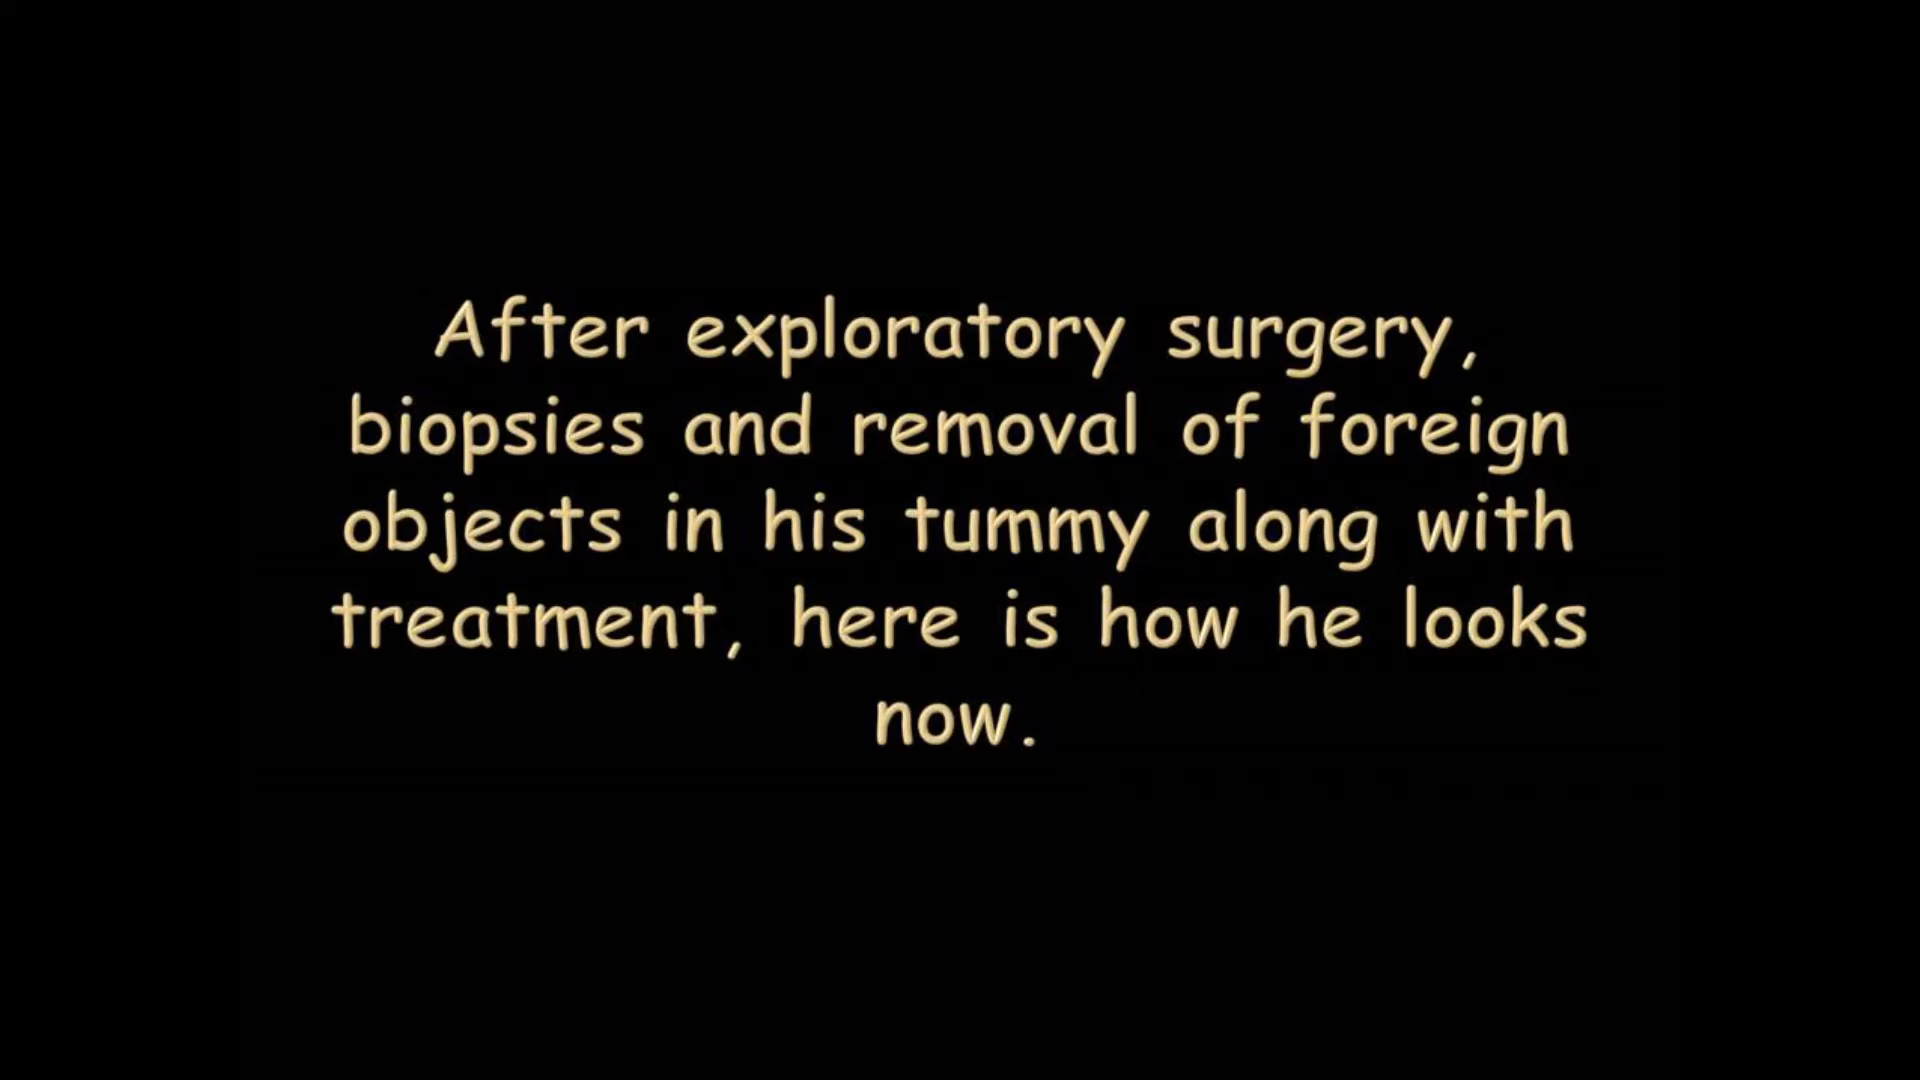 After exploratory surgery,
biopsies and removal of foreign
objects in his tummy along with
treatment, here is how he looks
now.